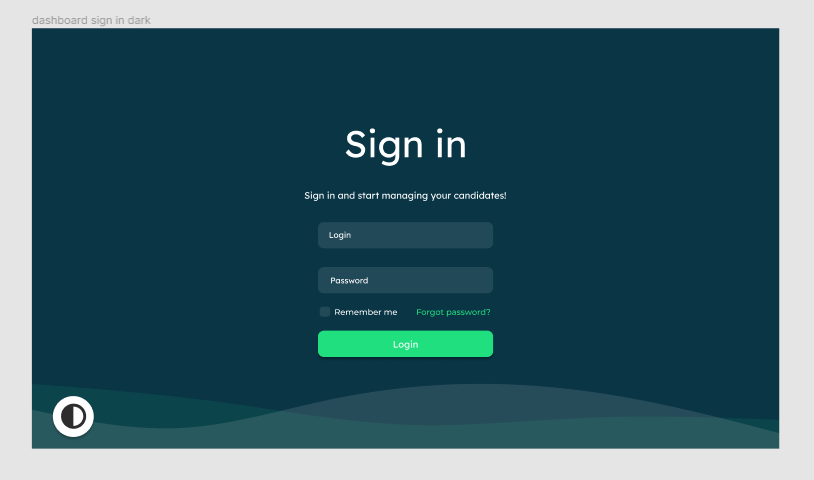 dashboard sign in dark
Sign in
Sign in and start managing your candidates!
Login
Password
Remember me Forgot password?
Login